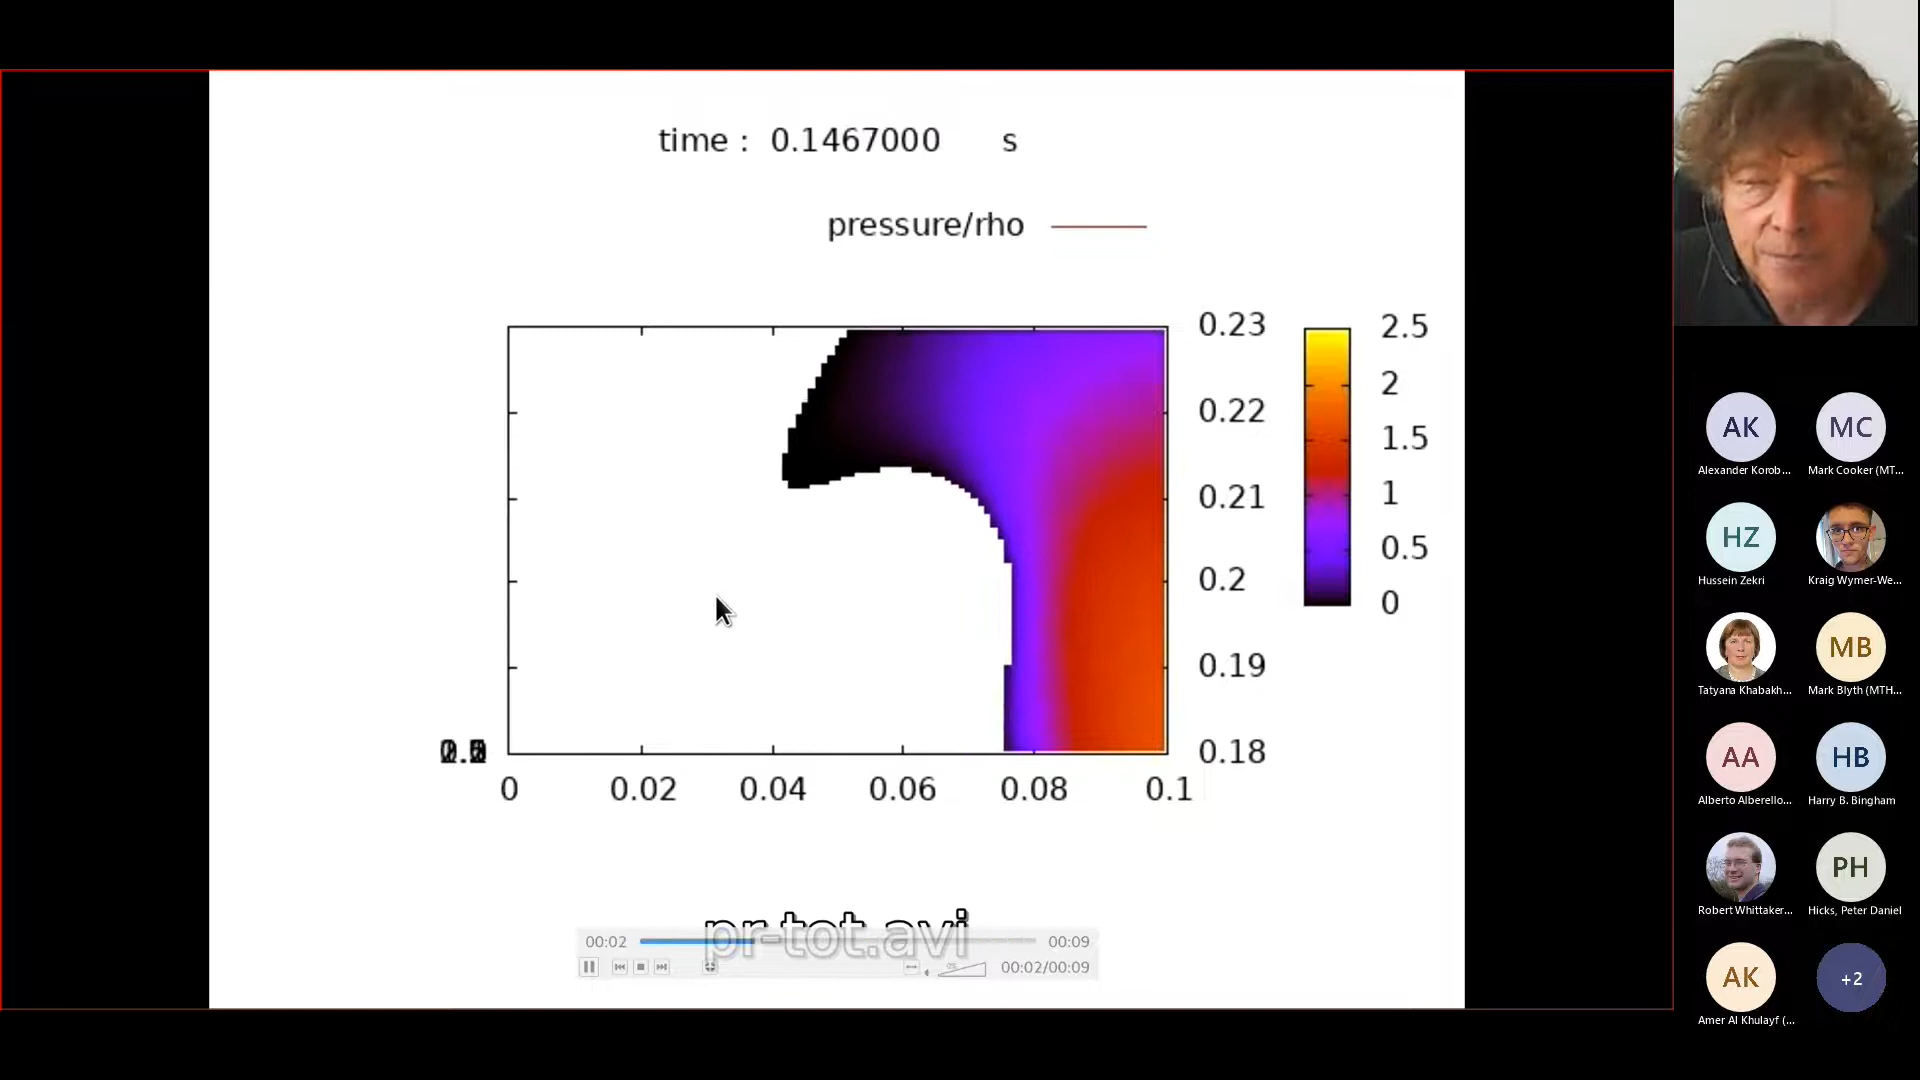 time : 0.1467000 s
pressure/rho
0.23
0.22
0.21
0.2
0.19
0.18
0 0.02 0.04 0.06 0.08 0.1
2.5
2
1.5
1
0.5
0
pr-tot.avi
00:02 00:09
00:02/00:09
AK MC
Alexander Korob... Mark Cooker (MT...
HZ
Hussein Zekri Kraig Wymer-We...
MB
Tatyana Khabakh... Mark Blyth (MTH...
AA HB
Alberto Alberello... Harry B. Bingham
PH
Robert Whittaker... Hicks, Peter Daniel
AK +2
Amer Al Khulayf (...